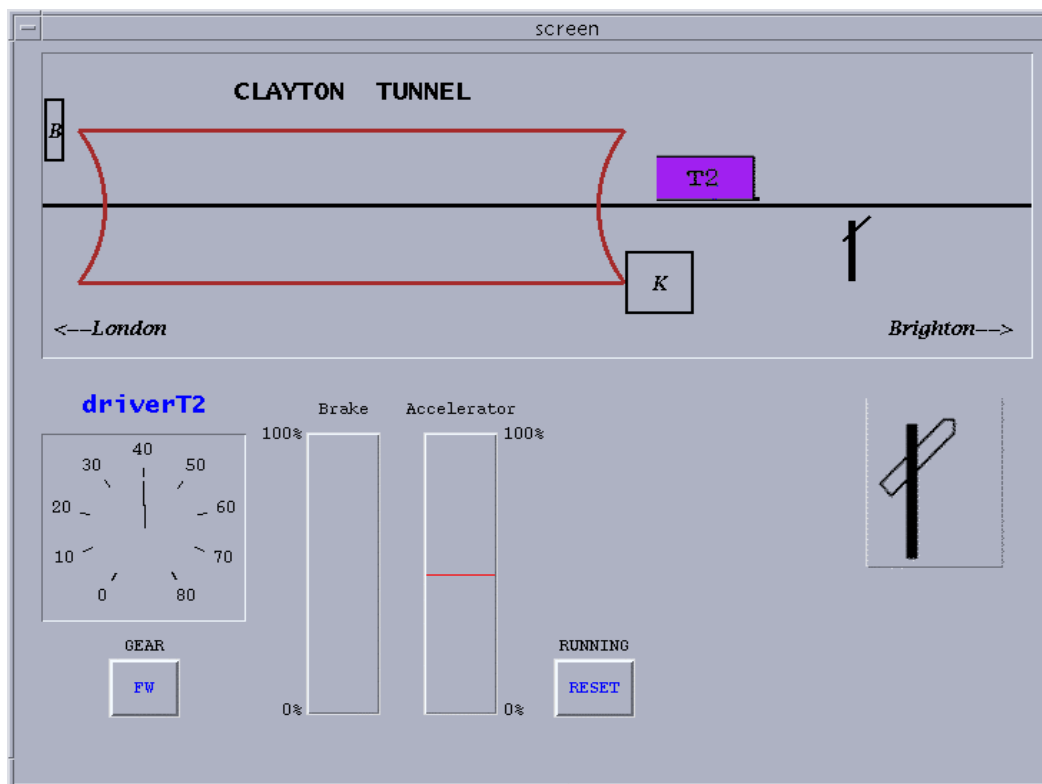 screen
CLAYTON TUNNEL
B
T2
K
<--London
Brighton-->
driverT2
Brake
Accelerator
100%
100%
40
30
50
20
60
10
70
0
80
GEAR
RUNNING
FW
RESET
0%
0%